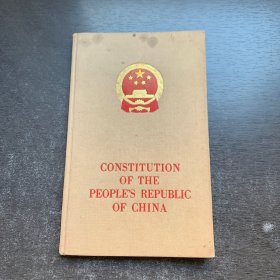 CONSTITUTION
OF THE
PEOPLE'S REPUBLIC
OF CHINA